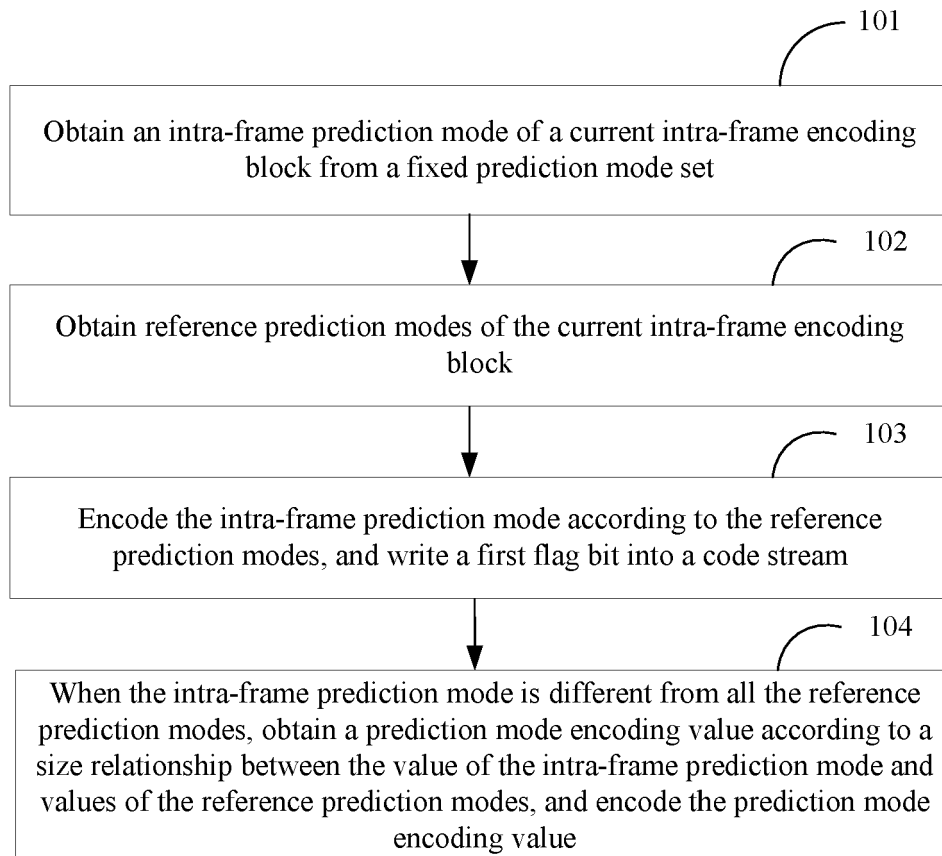 101
Obtain an intra-frame prediction mode of a current intra-frame encoding
block from a fixed prediction mode set
102
Obtain reference prediction modes of the current intra-frame encoding
block
103
Encode the intra-frame prediction mode according to the reference
prediction modes, and write a first flag bit into a code stream
104
When the intra-frame prediction mode is different from all the reference
prediction modes, obtain a prediction mode encoding value according to a
size relationship between the value of the intra-frame prediction mode and
values of the reference prediction modes, and encode the prediction mode
encoding value